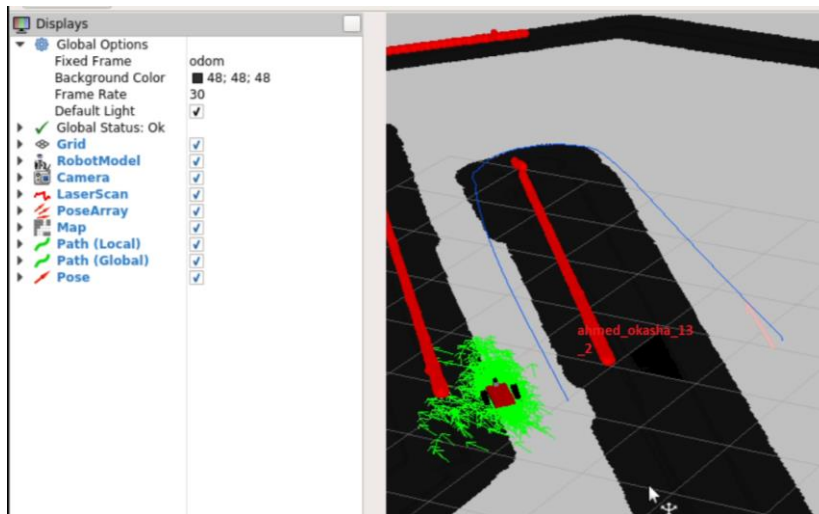 Displays
Global Options
Fixed Frame odom
Background Color 48; 48; 48
Frame Rate 30
Default Light
Global Status: Ok
Grid
RobotModel
Camera
LaserScan
PoseArray
Map
Path (Local)
Path (Global)
Pose
ahmed_okasha_13
_2